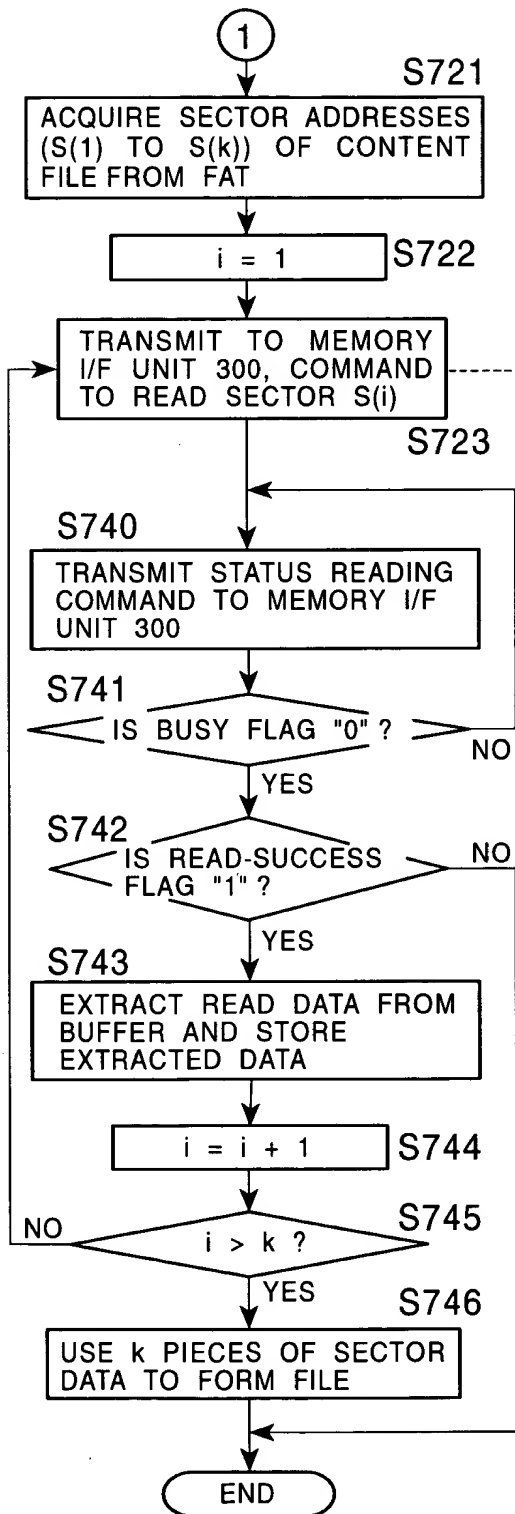 1
S721
ACQUIRE SECTOR ADDRESSES
(S(1) TO S(k)) OF CONTENT
FILE FROM FAT
i = 1
S722
TRANSMIT TO MEMORY
I/F UNIT 300, COMMAND
TO READ SECTOR S(i)
S723
S740
TRANSMIT STATUS READING
COMMAND TO MEMORY I/F
UNIT 300
S741
IS BUSY FLAG "0" ?
NO
YES
S742
IS READ-SUCCESS
FLAG "1" ?
NO
YES
S743
EXTRACT READ DATA FROM
BUFFER AND STORE
EXTRACTED DATA
i = i + 1
S744
S745
NO
i > k ?
YES
S746
USE k PIECES OF SECTOR
DATA TO FORM FILE
END